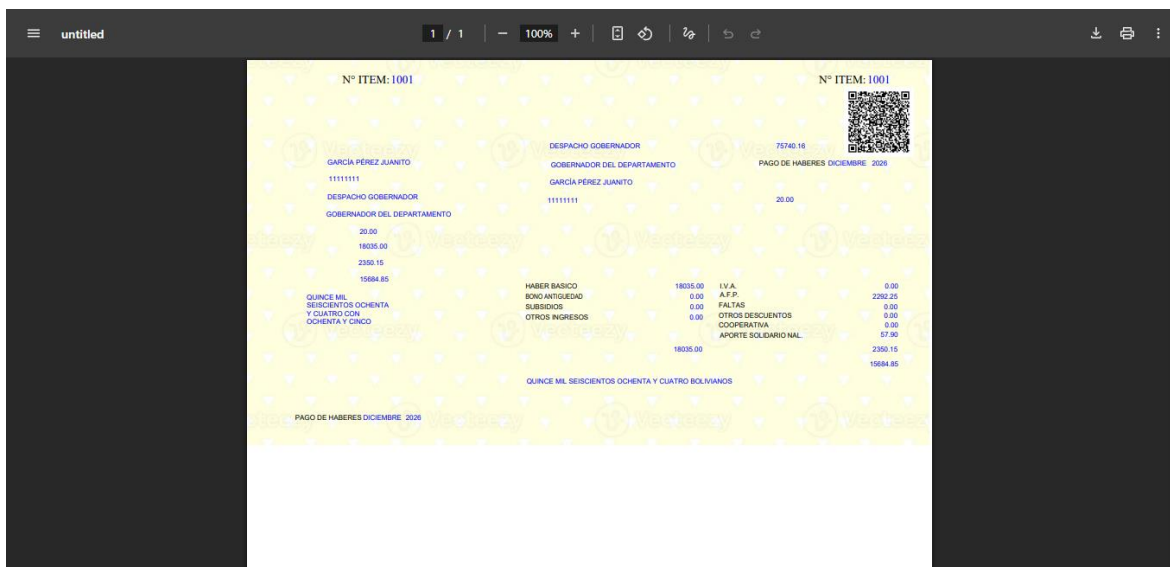 untitled
1 / 1
100%
N° ITEM: 1001
N° ITEM: 1001
DESPACHO GOBERNADOR
75740.16
GARCÍA PÉREZ JUANITO
GOBERNADOR DEL DEPARTAMENTO
PAGO DE HABERES DICIEMBRE 2026
11111111
GARCÍA PÉREZ JUANITO
DESPACHO GOBERNADOR
11111111
20.00
GOBERNADOR DEL DEPARTAMENTO
20.00
18035.00
2350.15
15684.85
QUINCE MIL
SEISCIENTOS OCHENTA
Y CUATRO CON
OCHENTA Y CINCO
HABER BASICO 18035.00 I.V.A. 0.00
BONO ANTIGUEDAD 0.00 A.F.P. 2292.25
SUBSIDIOS 0.00 FALTAS 0.00
OTROS INGRESOS 0.00 OTROS DESCUENTOS 0.00
COOPERATIVA 0.00
APORTE SOLIDARIO NAL. 57.90
18035.00 2350.15
15684.85
QUINCE MIL SEISCIENTOS OCHENTA Y CUATRO BOLIVIANOS
PAGO DE HABERES DICIEMBRE 2026
Vecteezy